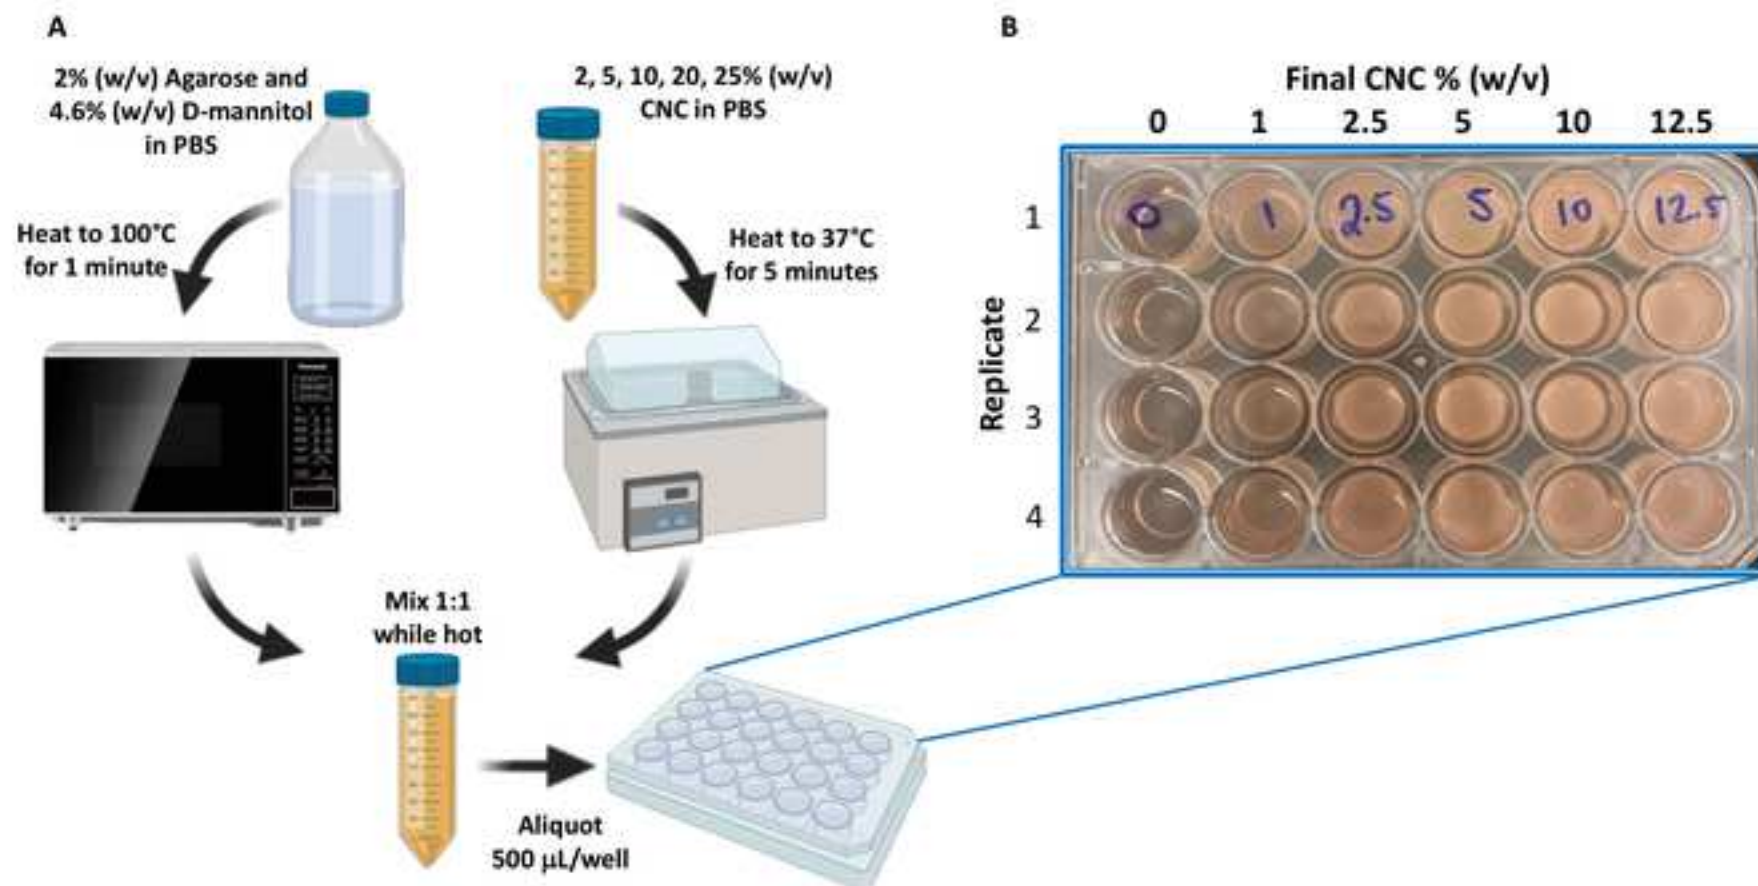 A
2% (w/v) Agarose and
4.6% (w/v) D-mannitol
in PBS
2, 5, 10, 20, 25% (w/v)
CNC in PBS
Heat to 100°C
for 1 minute
Heat to 37°C
for 5 minutes
Mix 1:1
while hot
Aliquot
500 μL/well
B
Final CNC % (w/v)
0 1 2.5 5 10 12.5
Replicate
1
0 1 2.5 5 10 12.5
2
3
4